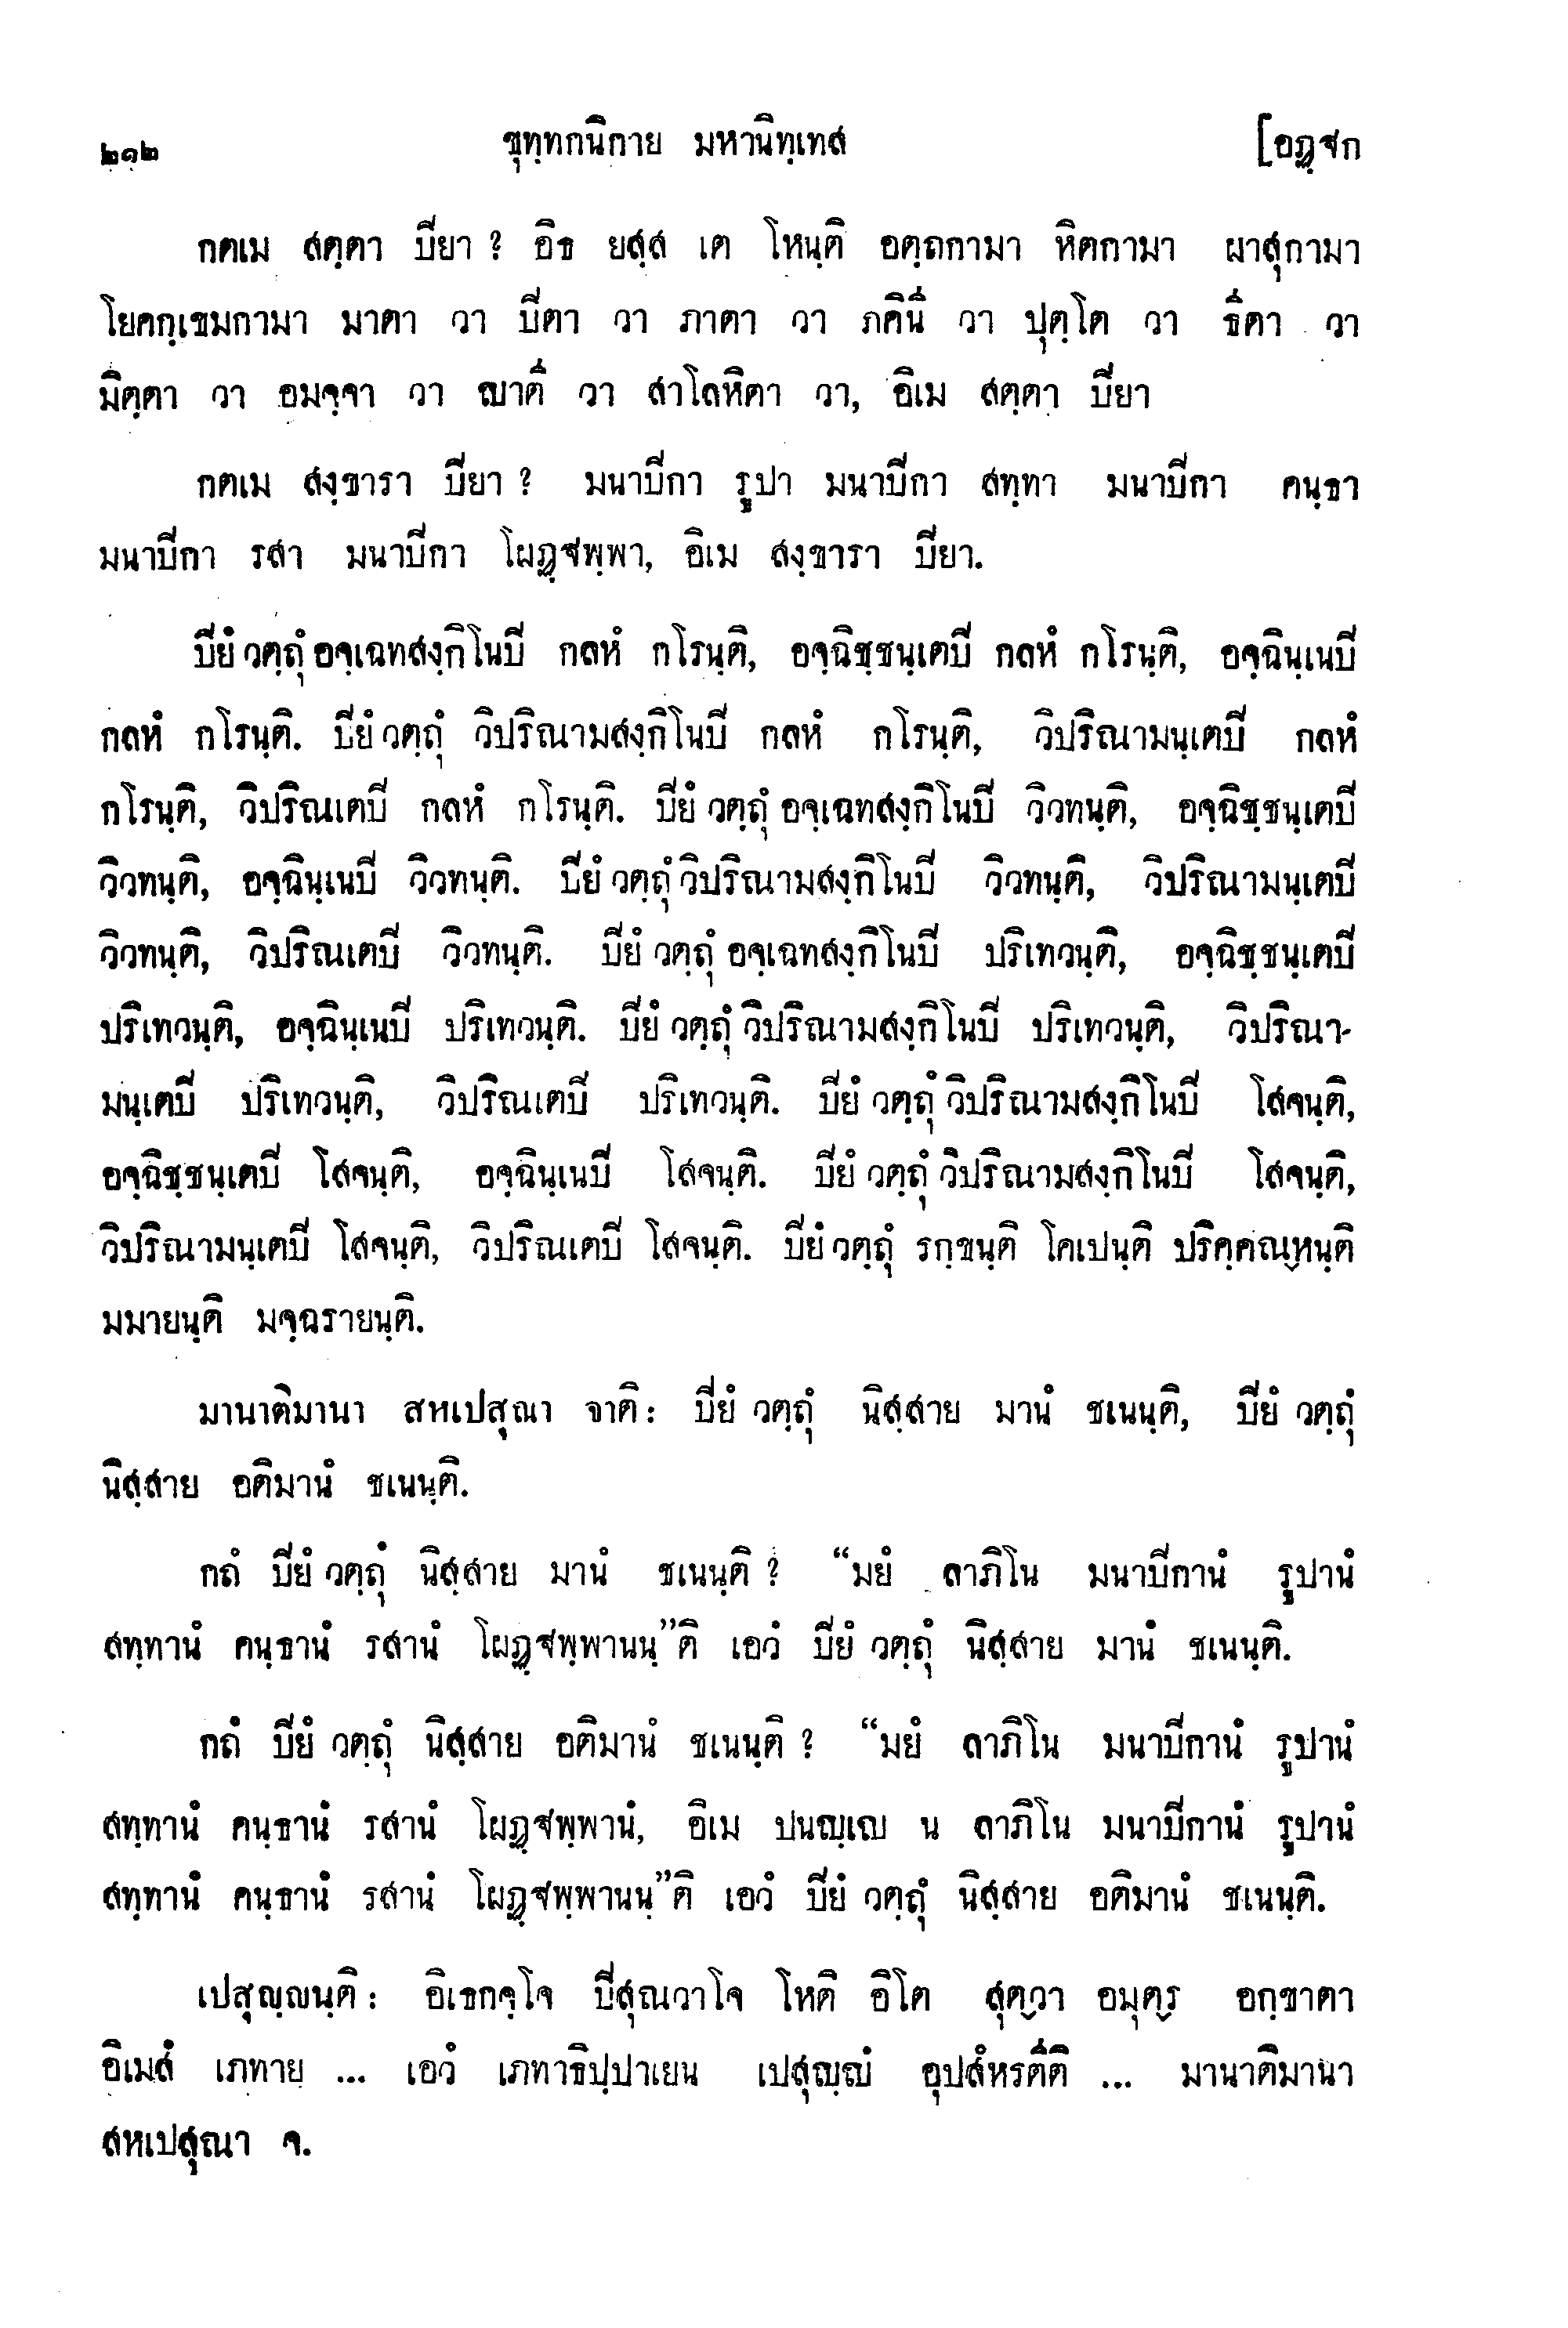 ๒๑๒ ขุทฺทกนิกาย มหานิทฺเทส [อฏฺฐก
กตเม สตฺตา ปียา ? อิธ ยสฺส เต โหนฺติ อตฺถกามา หิตกามา ผาสุกามา
โยคกฺเขมกามา มาตา วา ปีตา วา ภาตา วา ภคินี วา ปุตฺโต วา ธีตา วา
มิตฺตา วา อมจฺจา วา ญาตี วา สาโลหิตา วา, อิเม สตฺตา ปียา
กตเม สงฺขารา ปียา ? มนาปีกา รูปา มนาปีกา สทฺทา มนาปีกา คนฺธา
มนาปีกา รสา มนาปีกา โผฏฺฐพฺพา, อิเม สงฺขารา ปียา.
ปียํ วตฺถุํ อจฺเฉทสงฺกิโนปี กลหํ กโรนฺติ, อจฺฉิชฺชนฺเตปี กลหํ กโรนฺติ, อจฺฉินฺเนปี
กลหํ กโรนฺติ. ปียํ วตฺถุํ วิปริณามสงฺกิโนปี กลหํ กโรนฺติ, วิปริณามนฺเตปี กลหํ
กโรนฺติ, วิปริณเตปี กลหํ กโรนฺติ. ปียํ วตฺถุํ อจฺเฉทสงฺกิโนปี วิวทนฺติ, อจฺฉิชฺชนฺเตปี
วิวทนฺติ, อจฺฉินฺเนปี วิวทนฺติ. ปียํ วตฺถุํ วิปริณามสงฺกิโนปี วิวทนฺติ, วิปริณามนฺเตปี
วิวทนฺติ, วิปริณเตปี วิวทนฺติ. ปียํ วตฺถุํ อจฺเฉทสงฺกิโนปี ปริเทวนฺติ, อจฺฉิชฺชนฺเตปี
ปริเทวนฺติ, อจฺฉินฺเนปี ปริเทวนฺติ. ปียํ วตฺถุํ วิปริณามสงฺกิโนปี ปริเทวนฺติ, วิปริณา-
มนฺเตปี ปริเทวนฺติ, วิปริณเตปี ปริเทวนฺติ. ปียํ วตฺถุํ วิปริณามสงฺกิโนปี โสจนฺติ,
อจฺฉิชฺชนฺเตปี โสจนฺติ, อจฺฉินฺเนปี โสจนฺติ. ปียํ วตฺถุํ วิปริณามสงฺกิโนปี โสจนฺติ,
วิปริณามนฺเตปี โสจนฺติ, วิปริณเตปี โสจนฺติ. ปียํ วตฺถุํ รกฺขนฺติ โคเปนฺติ ปริคฺคณฺหนฺติ
มมายนฺติ มจฺฉรายนฺติ.
มานาติมานา สหเปสุณา จาติ: ปียํ วตฺถุํ นิสฺสาย มานํ ชเนนฺติ, ปียํ วตฺถุํ
นิสฺสาย อติมานํ ชเนนฺติ.
กถํ ปียํ วตฺถุํ นิสฺสาย มานํ ชเนนฺติ ? “มยํ ลาภิโน มนาปีกานํ รูปานํ
สทฺทานํ คนฺธานํ รสานํ โผฏฺฐพฺพานนฺ”ติ เอวํ ปียํ วตฺถุํ นิสฺสาย มานํ ชเนนฺติ.
กถํ ปียํ วตฺถุํ นิสฺสาย อติมานํ ชเนนฺติ ? “มยํ ลาภิโน มนาปีกานํ รูปานํ
สทฺทานํ คนฺธานํ รสานํ โผฏฺฐพฺพานํ, อิเม ปนญฺเญ น ลาภิโน มนาปีกานํ รูปานํ
สทฺทานํ คนฺธานํ รสานํ โผฏฺฐพฺพานนฺ”ติ เอวํ ปียํ วตฺถุํ นิสฺสาย อติมานํ ชเนนฺติ.
เปสุญฺญนฺติ: อิเธกจฺโจ ปีสุณวาโจ โหติ อิโต สุตฺวา อมุตฺร อกฺขาตา
อิเมสํ เภทาย ... เอวํ เภทาธิปฺปาเยน เปสุญฺญํ อุปสํหรตีติ ... มานาติมานา
สหเปสุณา จ.